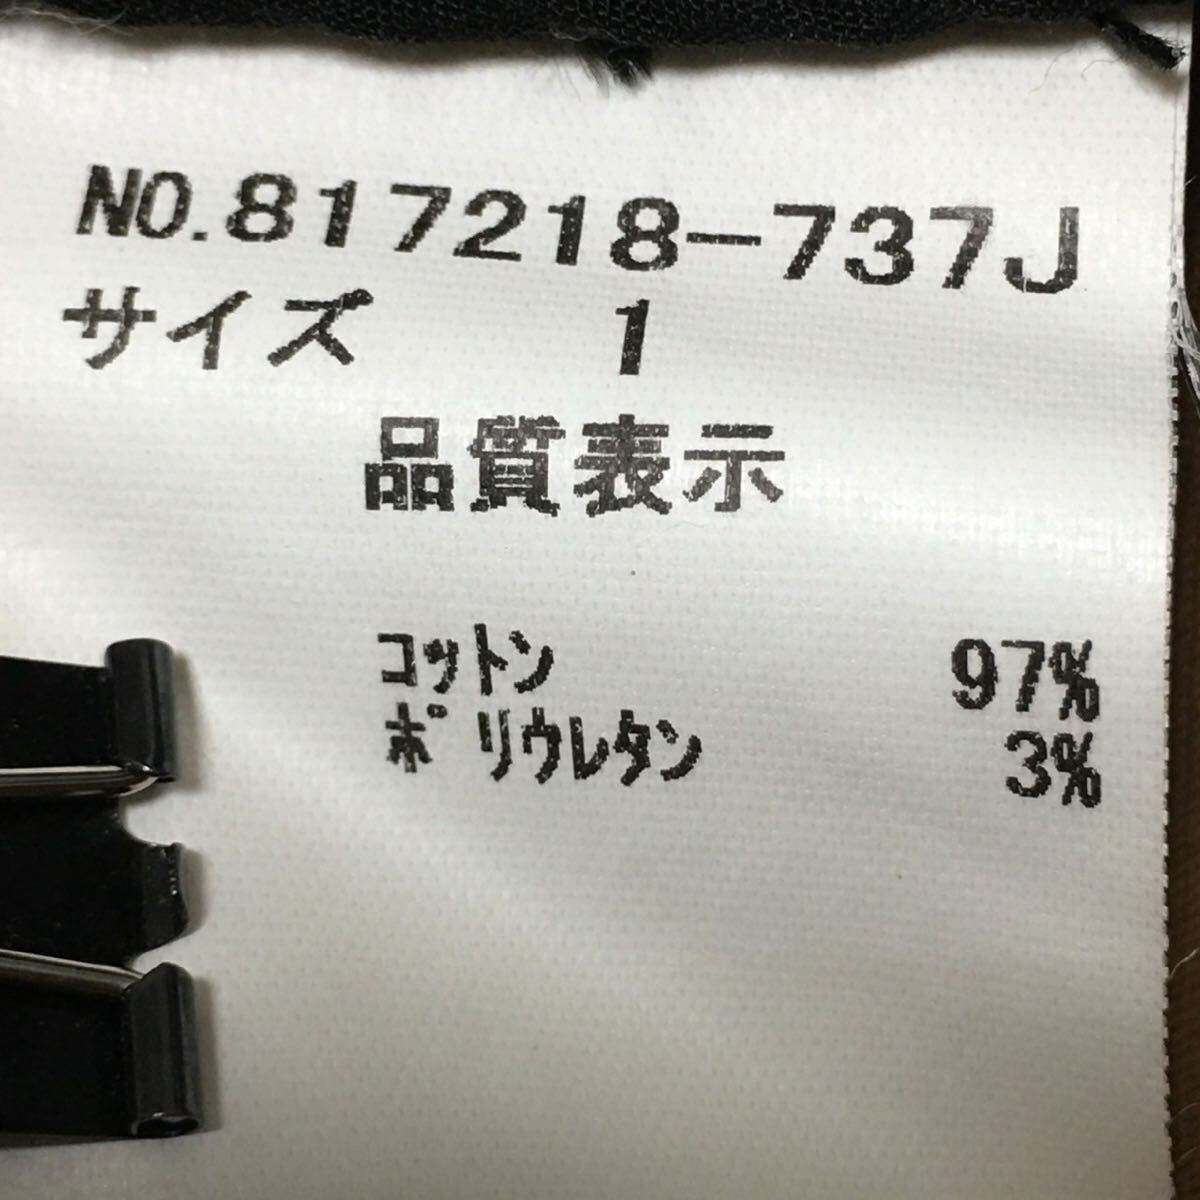 NO.817218-737J
サイズ 1
品質表示
コットン 97%
ポリウレタン 3%